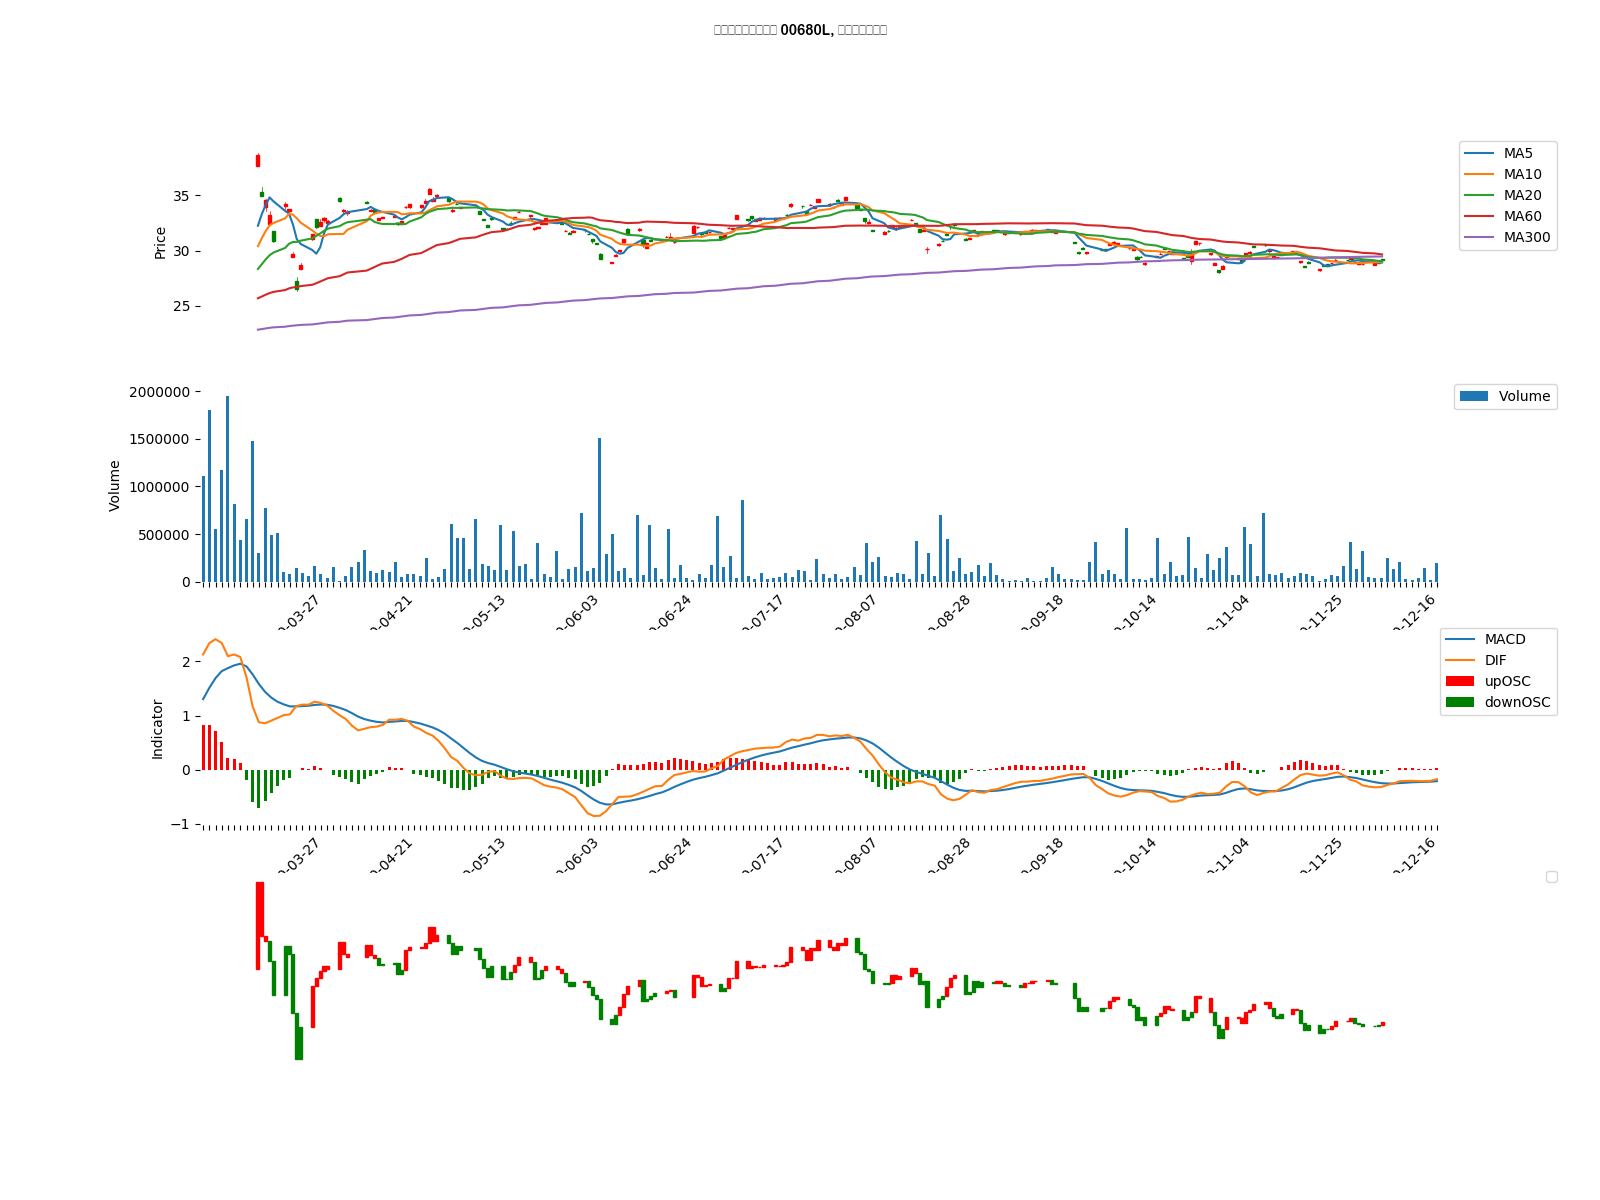 00680L,
Price
35
30
25
MA5
MA10
MA20
MA60
MA300
Volume
2000000
1500000
1000000
500000
0
Volume
03-27
04-21
05-13
06-03
06-24
07-17
08-07
08-28
09-18
10-14
11-04
11-25
12-16
Indicator
2
1
0
−1
MACD
DIF
upOSC
downOSC
03-27
04-21
05-13
06-03
06-24
07-17
08-07
08-28
09-18
10-14
11-04
11-25
12-16